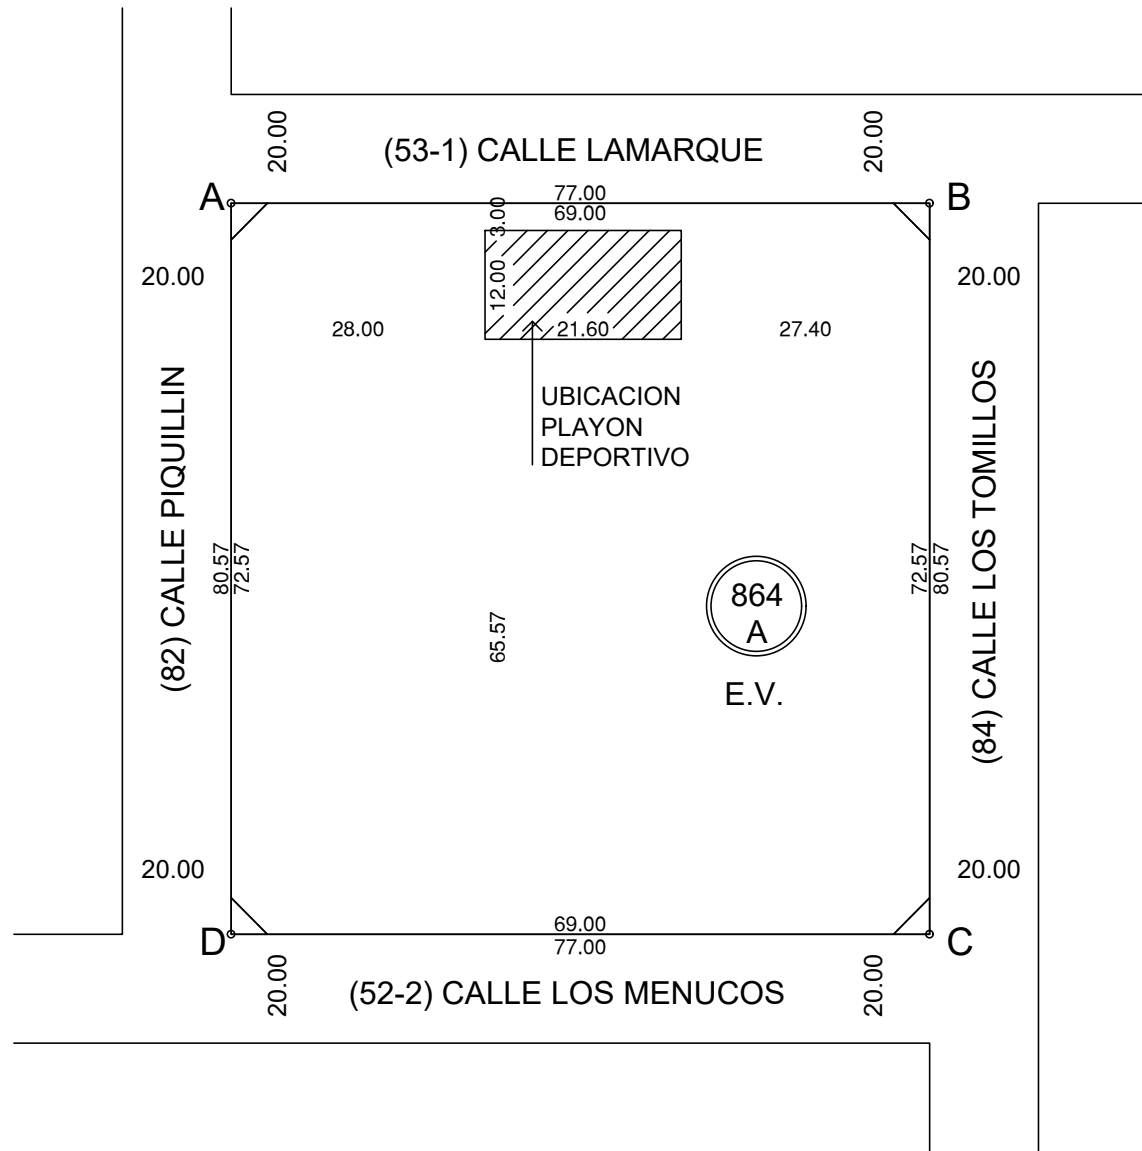 20.00
20.00
(53-1) CALLE LAMARQUE
A
77.00
B
69.00
3.00
20.00
12.00
20.00
28.00
21.60
27.40
UBICACION
PLAYON
DEPORTIVO
(82) CALLE PIQUILLIN
(84) CALLE LOS TOMILLOS
80.57
72.57
72.57
80.57
864
A
65.57
E.V.
20.00
20.00
69.00
D
C
77.00
20.00
(52-2) CALLE LOS MENUCOS
20.00